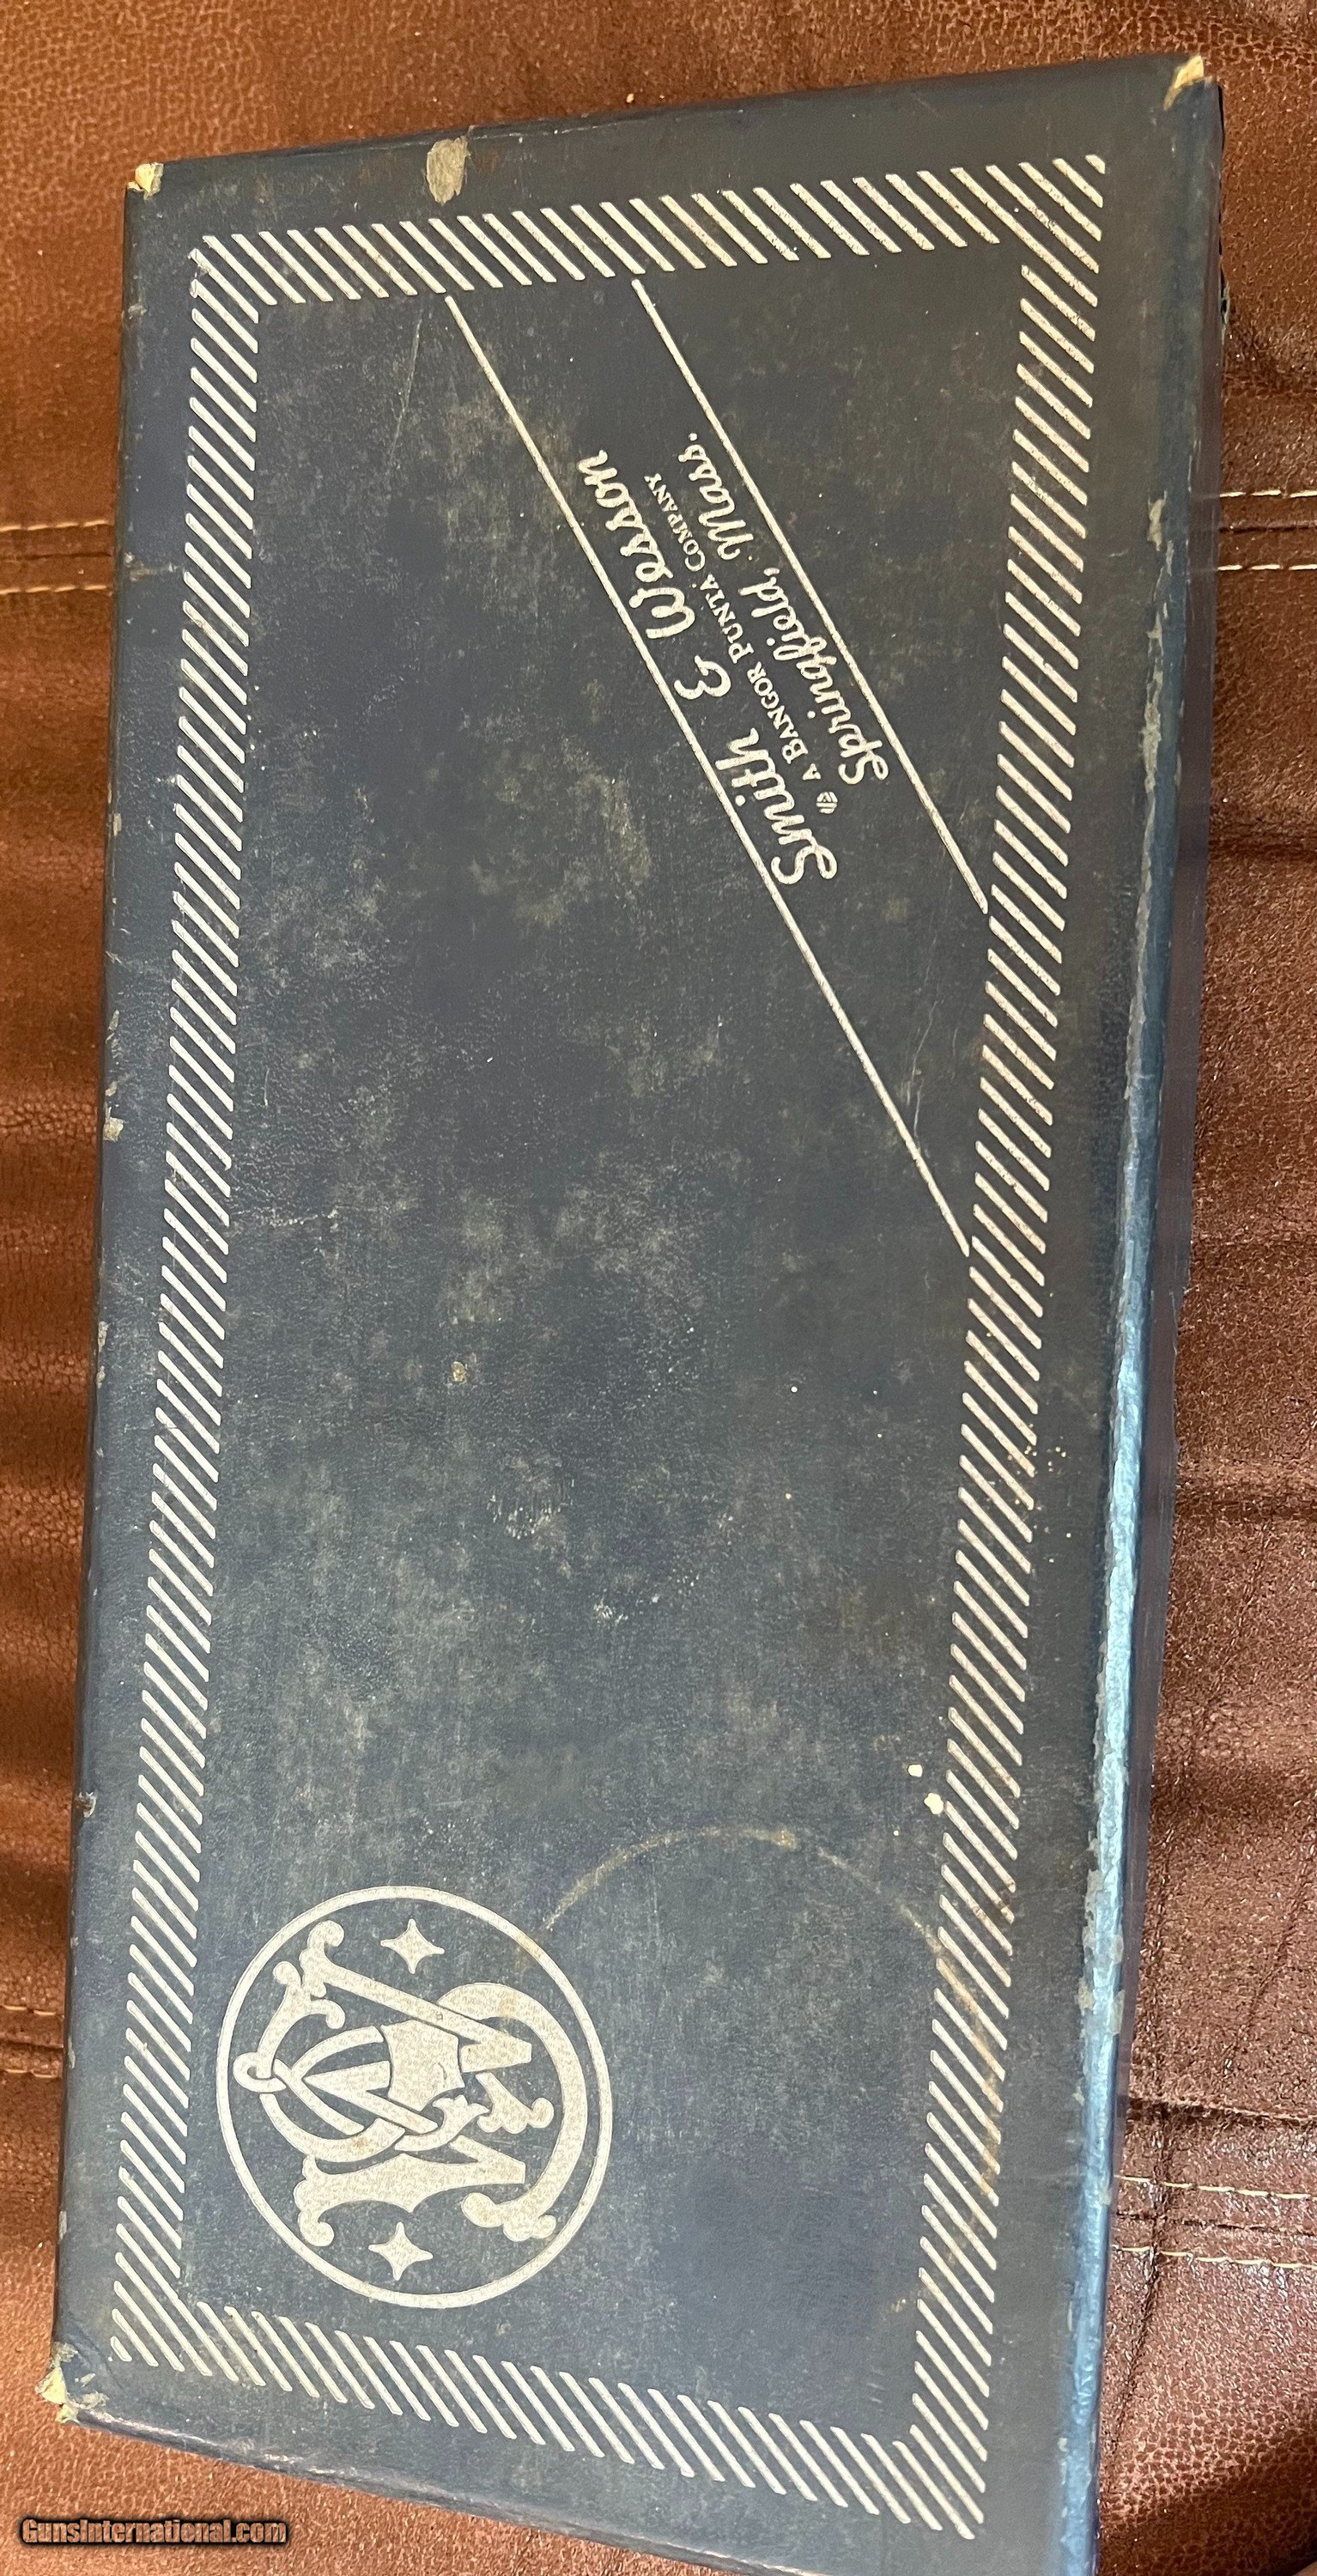 Smith & Wesson
A BANGOR PUNTA COMPANY
Springfield, Mass.
GunsInternational.com